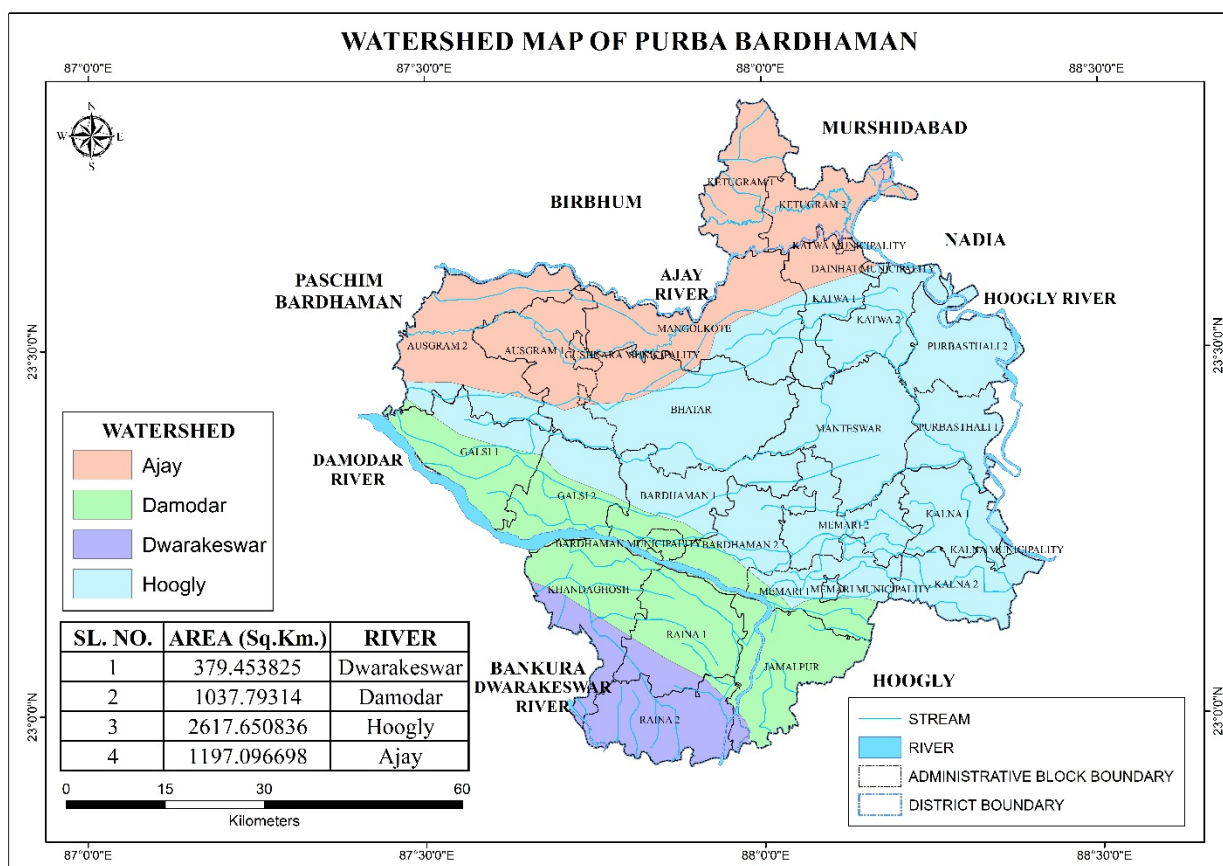 WATERSHED MAP OF PURBA BARDHAMAN
87°0'0"E
87°30'0"E
88°0'0"E
88°30'0"E
N
W
E
S
MURSHIDABAD
BIRBHUM
KETUGRAM 1
KETUGRAM 2
NADIA
KATWA MUNICIPALITY
PASCHIM
BARDHAMAN
AJAY
RIVER
DAINHAT MUNICIPALITY
HOOGLY RIVER
KATWA 1
KATWA 2
MANGOLKOTE
23°30'0"N
23°30'0"N
AUSGRAM 2
AUSGRAM 1
GUSHKARA MUNICIPALITY
PURBASTHALI 2
BHATAR
MANTESWAR
PURBASTHALI 1
WATERSHED
Ajay
Damodar
Dwarakeswar
Hoogly
DAMODAR
RIVER
GALSI 1
GALSI 2
BARDHAMAN 1
MEMARI 2
KALNA 1
BARDHAMAN MUNICIPALITY
BARDHAMAN 2
KALNA MUNICIPALITY
KHANDAGHOSH
MEMARI 1
MEMARI MUNICIPALITY
KALNA 2
RAINA 1
JAMALPUR
BANKURA
DWARAKESWAR
RIVER
RAINA 2
HOOGLY
SL. NO. AREA (Sq.Km.) RIVER
1 379.453825 Dwarakeswar
2 1037.79314 Damodar
3 2617.650836 Hoogly
4 1197.096698 Ajay
23°0'0"N
23°0'0"N
STREAM
RIVER
ADMINISTRATIVE BLOCK BOUNDARY
DISTRICT BOUNDARY
0 15 30 60
Kilometers
87°0'0"E
87°30'0"E
88°0'0"E
88°30'0"E